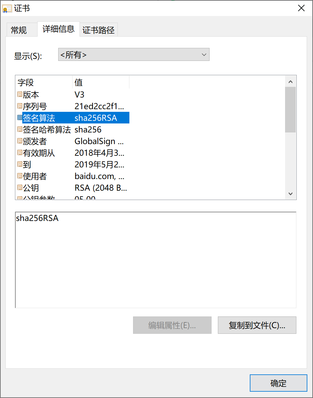 证书
常规 详细信息 证书路径
显示(S): <所有>
字段 值
版本 V3
序列号 21ed2cc2f1...
签名算法 sha256RSA
签名哈希算法 sha256
颁发者 GlobalSign ...
有效期从 2018年4月3...
到 2019年5月2...
使用者 baidu.com, ...
公钥 RSA (2048 B...
公钥参数 05 00
sha256RSA
编辑属性(E)... 复制到文件(C)...
确定